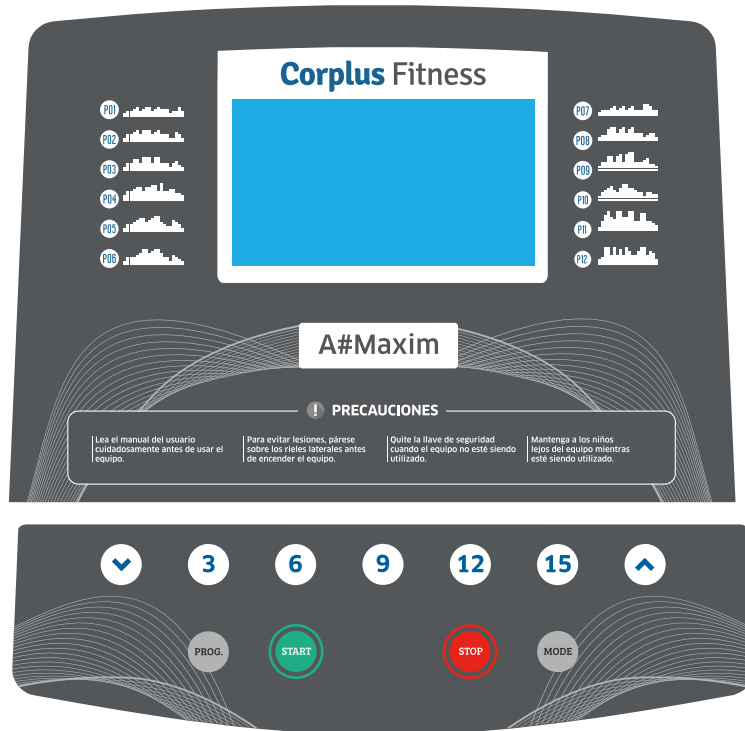 Corplus Fitness
P01
P02
P03
P04
P05
P06
P07
P08
P09
P10
P11
P12
A#Maxim
! PRECAUCIONES
Lea el manual del usuario
cuidadosamente antes de usar el
equipo.
Para evitar lesiones, párese
sobre los rieles laterales antes
de encender el equipo.
Quite la llave de seguridad
cuando el equipo no esté siendo
utilizado.
Mantenga a los niños
lejos del equipo mientras
esté siendo utilizado.
3 6 9 12 15
PROG. START STOP MODE